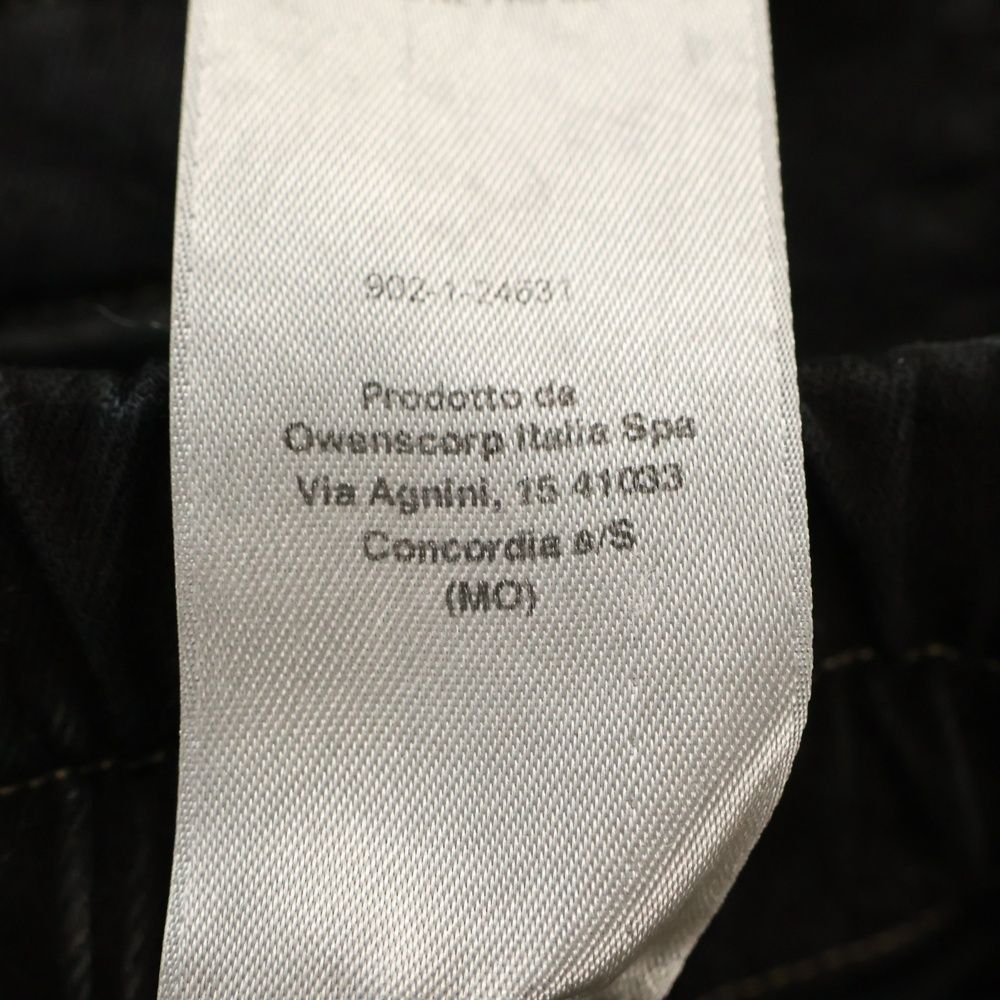 902-1-24631
Prodotto da
Owenscorp Italia Spa
Via Agnini, 15 41033
Concordia s/S
(MO)